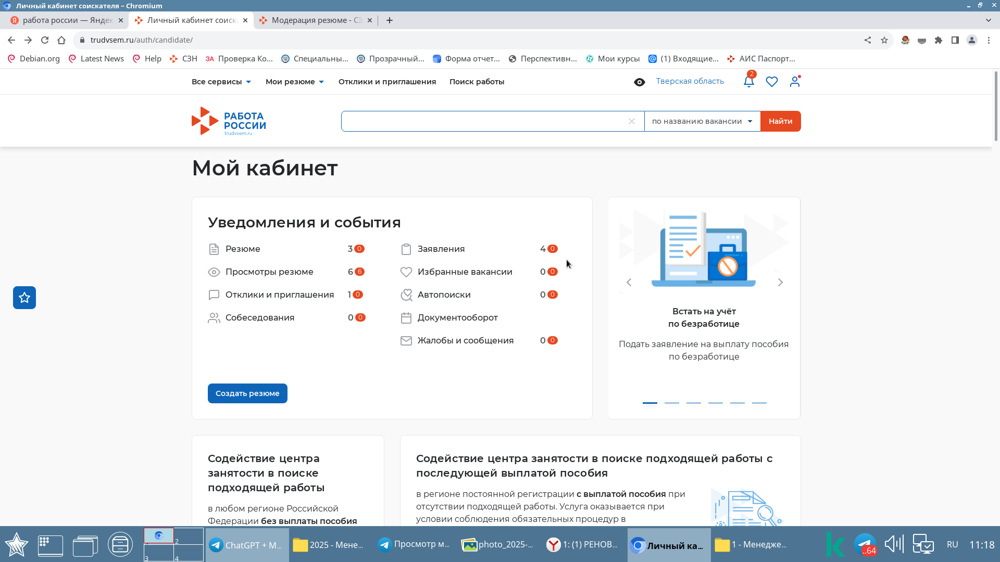 Личный кабинет соискателя – Chromium
работа россии — Яндек
Личный кабинет соиск
Модерация резюме - СЗ
trudvsem.ru/auth/candidate/
Debian.org
Latest News
Help
СЗН
ЗА Проверка Ко...
Специальны...
Прозрачный...
Форма отчет...
Перспективн...
Мои курсы
(1) Входящие...
АИС Паспорт...
Все сервисы
Мои резюме
Отклики и приглашения
Поиск работы
Тверская область
2
РАБОТА
РОССИИ
trudvsem.ru
по названию вакансии
Найти
Мой кабинет
Уведомления и события
Резюме 3 0
Просмотры резюме 6 6
Отклики и приглашения 1 0
Собеседования 0 0
Заявления 4 0
Избранные вакансии 0 0
Автопоиски 0 0
Документооборот
Жалобы и сообщения 0 0
Создать резюме
Встать на учёт
по безработице
Подать заявление на выплату пособия
по безработице
Содействие центра
занятости в поиске
подходящей работы
в любом регионе Российской
Федерации без выплаты пособия
Содействие центра занятости в поиске подходящей работы с
последующей выплатой пособия
в регионе постоянной регистрации с выплатой пособия при
отсутствии подходящей работы. Услуга оказывается при
условии соблюдения обязательных процедур в
2
3
4
ChatGPT + М...
2025 - Мене...
Просмотр м...
photo_2025-...
1: (1) РЕНОВ...
Личный ка...
1 - Менедже...
..64
RU
11:18